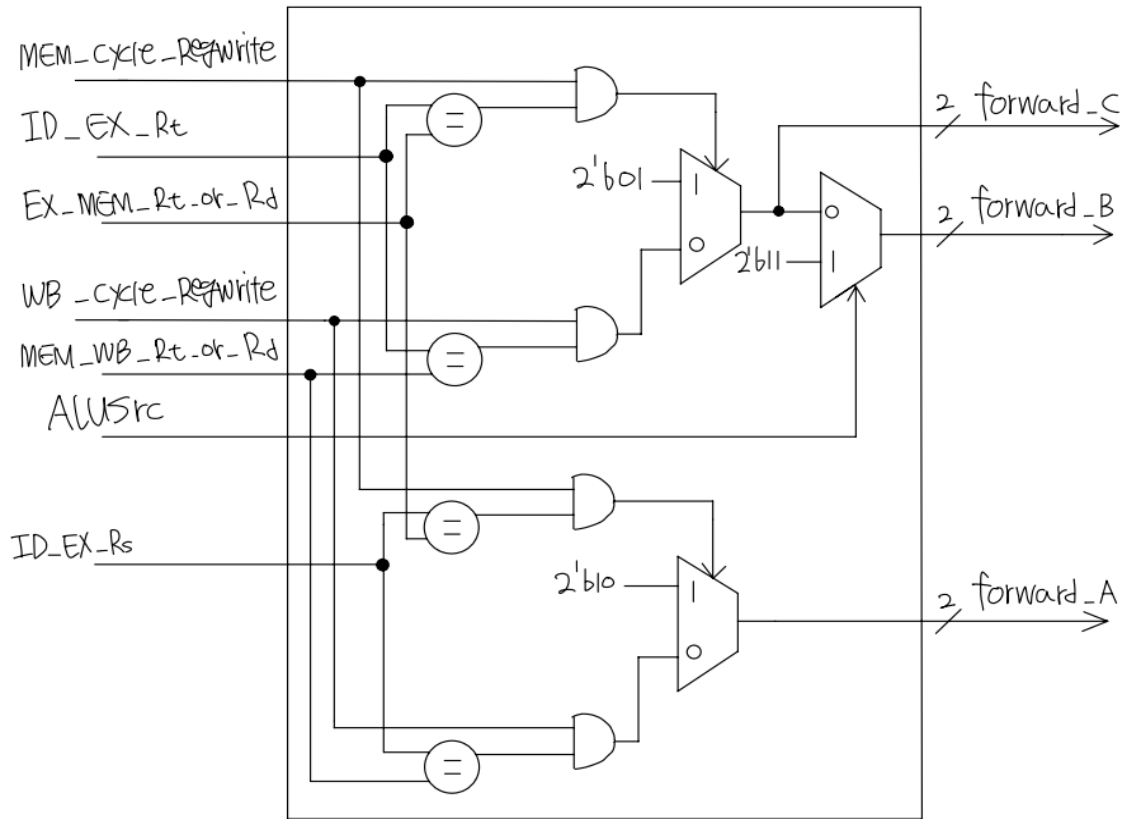 MEM_cycle_Regwrite
ID_EX_Rt
EX_MEM_Rt_or_Rd
WB_cycle_Regwrite
MEM_WB_Rt_or_Rd
ALUSrc
ID_EX_Rs
=
=
=
=
2'b01
1
0
0
2'b11
1
2'b10
1
0
2 forward_C
2 forward_B
2 forward_A